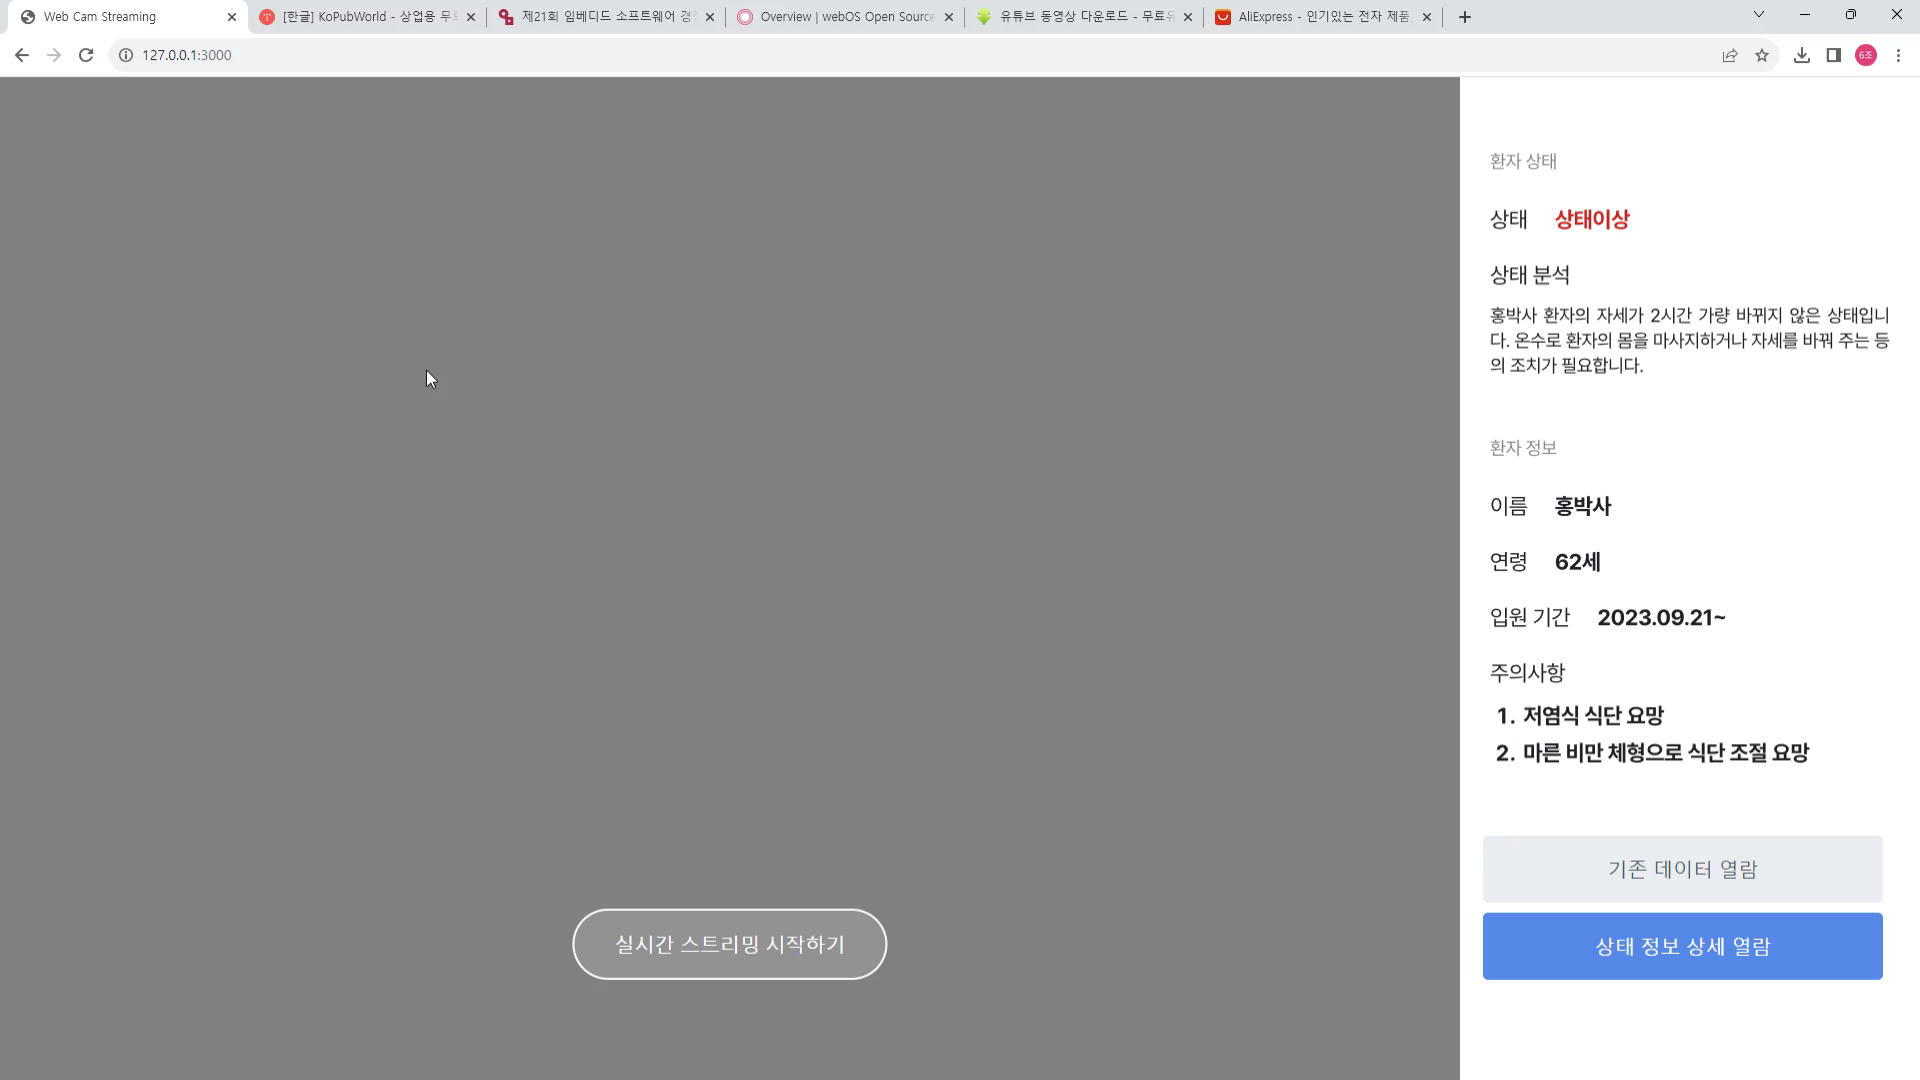 Web Cam Streaming
[한글] KoPubWorld - 상업용 무
제21회 임베디드 소프트웨어 경
Overview | webOS Open Source
유튜브 동영상 다운로드 - 무료
AliExpress - 인기있는 전자 제품
127.0.0.1:3000
6조
환자 상태
상태 상태이상
상태 분석
홍박사 환자의 자세가 2시간 가량 바뀌지 않은 상태입니
다. 온수로 환자의 몸을 마사지하거나 자세를 바꿔 주는 등
의 조치가 필요합니다.
환자 정보
이름 홍박사
연령 62세
입원 기간 2023.09.21~
주의사항
1. 저염식 식단 요망
2. 마른 비만 체형으로 식단 조절 요망
기존 데이터 열람
실시간 스트리밍 시작하기
상태 정보 상세 열람